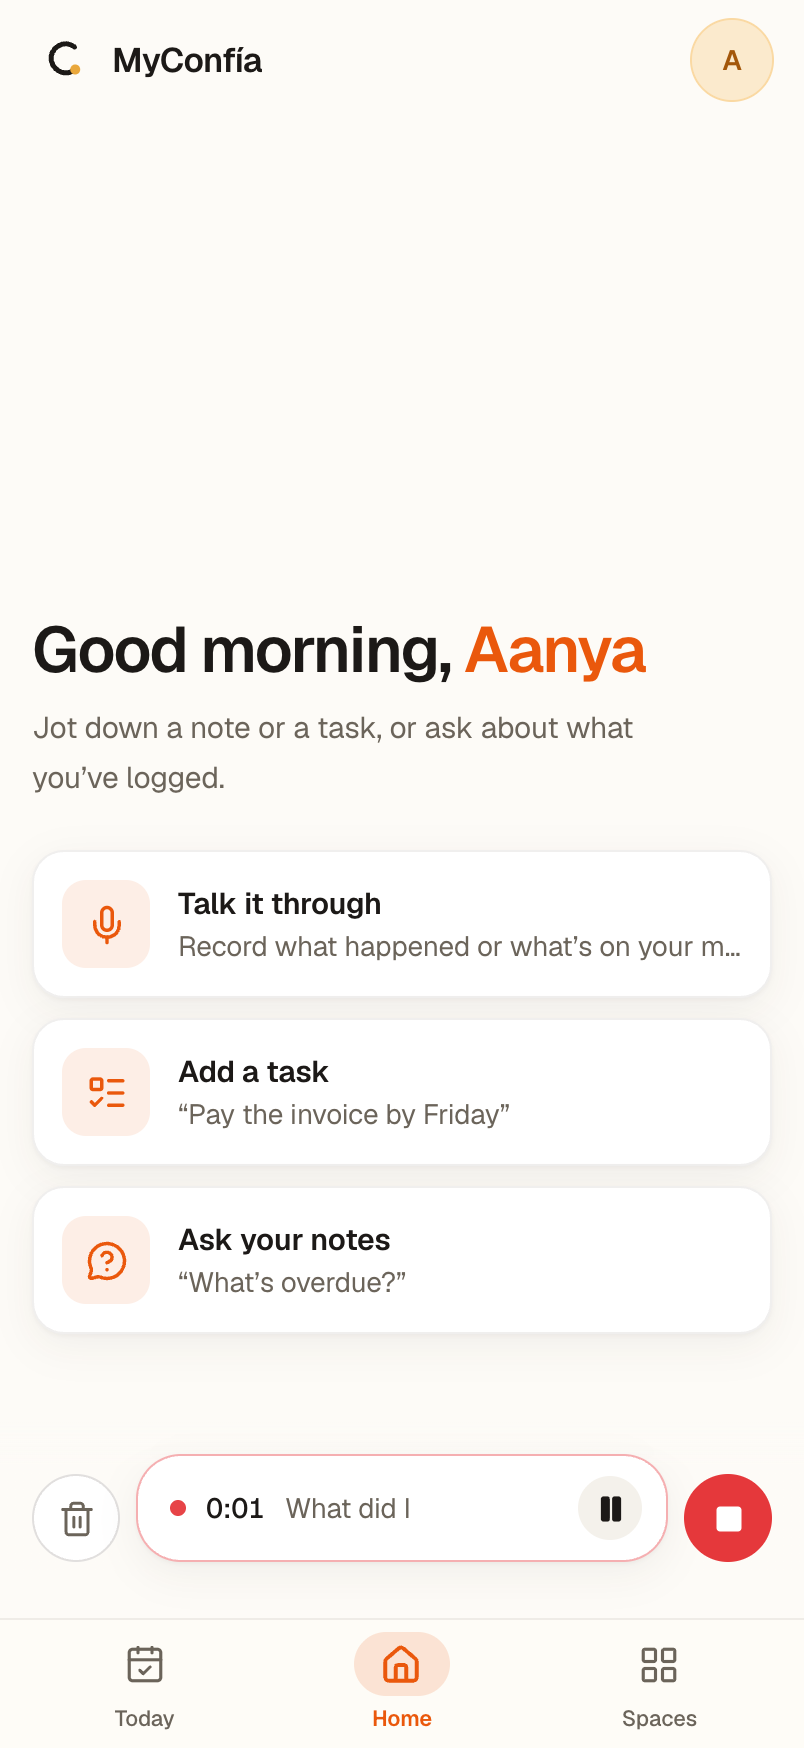 MyConfía
A
Good morning, Aanya
Jot down a note or a task, or ask about what
you’ve logged.
Talk it through
Record what happened or what’s on your m...
Add a task
“Pay the invoice by Friday”
Ask your notes
“What’s overdue?”
0:01 What did I
Today
Home
Spaces